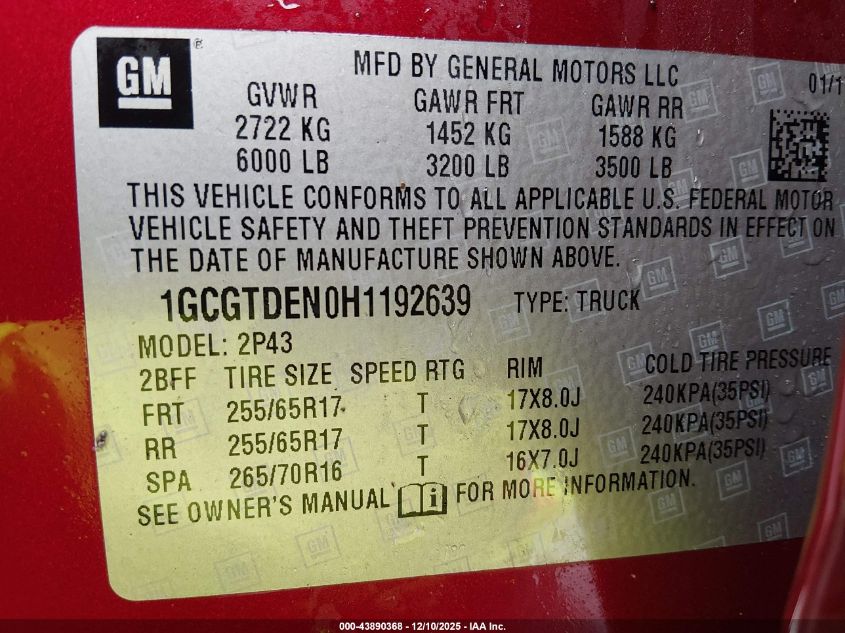 GM
MFD BY GENERAL MOTORS LLC
GVWR GAWR FRT GAWR RR
2722 KG 1452 KG 1588 KG
6000 LB 3200 LB 3500 LB
THIS VEHICLE CONFORMS TO ALL APPLICABLE U.S. FEDERAL MOTOR
VEHICLE SAFETY AND THEFT PREVENTION STANDARDS IN EFFECT ON
THE DATE OF MANUFACTURE SHOWN ABOVE.
1GCGTDEN0H1192639 TYPE: TRUCK
MODEL: 2P43
2BFF TIRE SIZE SPEED RTG RIM COLD TIRE PRESSURE
FRT 255/65R17 T 17X8.0J 240KPA(35PSI)
RR 255/65R17 T 17X8.0J 240KPA(35PSI)
SPA 265/70R16 T 16X7.0J 240KPA(35PSI)
SEE OWNER'S MANUAL FOR MORE INFORMATION.
000-43890368 - 12/10/2025 - IAA Inc.